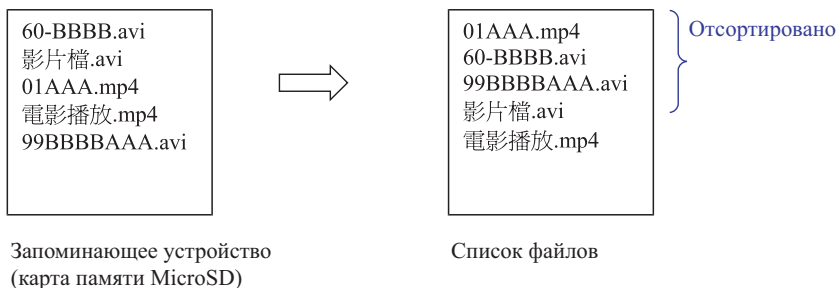 60-BBBB.avi
影片檔.avi
01AAA.mp4
電影播放.mp4
99BBBBAAA.avi
Запоминающее устройство
(карта памяти MicroSD)
01AAA.mp4
60-BBBB.avi
99BBBBAAA.avi
影片檔.avi
電影播放.mp4
Список файлов
Отсортировано